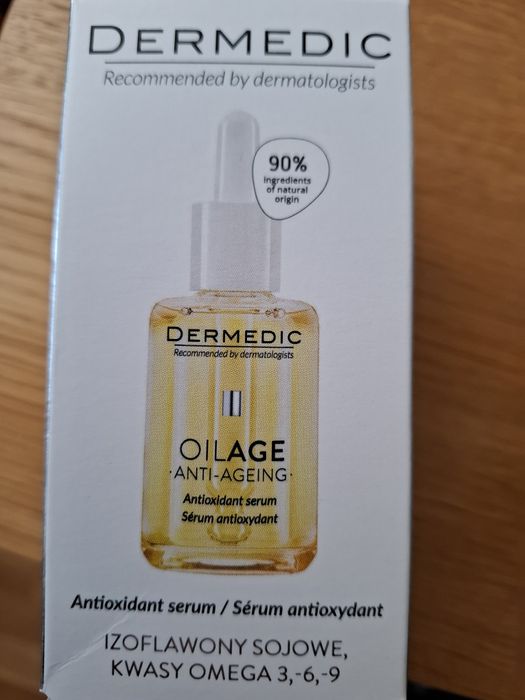 DERMEDIC
Recommended by dermatologists
90%
ingredients
of natural
origin
DERMEDIC
Recommended by dermatologists
OILAGE
·ANTI-AGEING·
Antioxidant serum
Sérum antioxydant
Antioxidant serum / Sérum antioxydant
IZOFLAWONY SOJOWE,
KWASY OMEGA 3,-6,-9